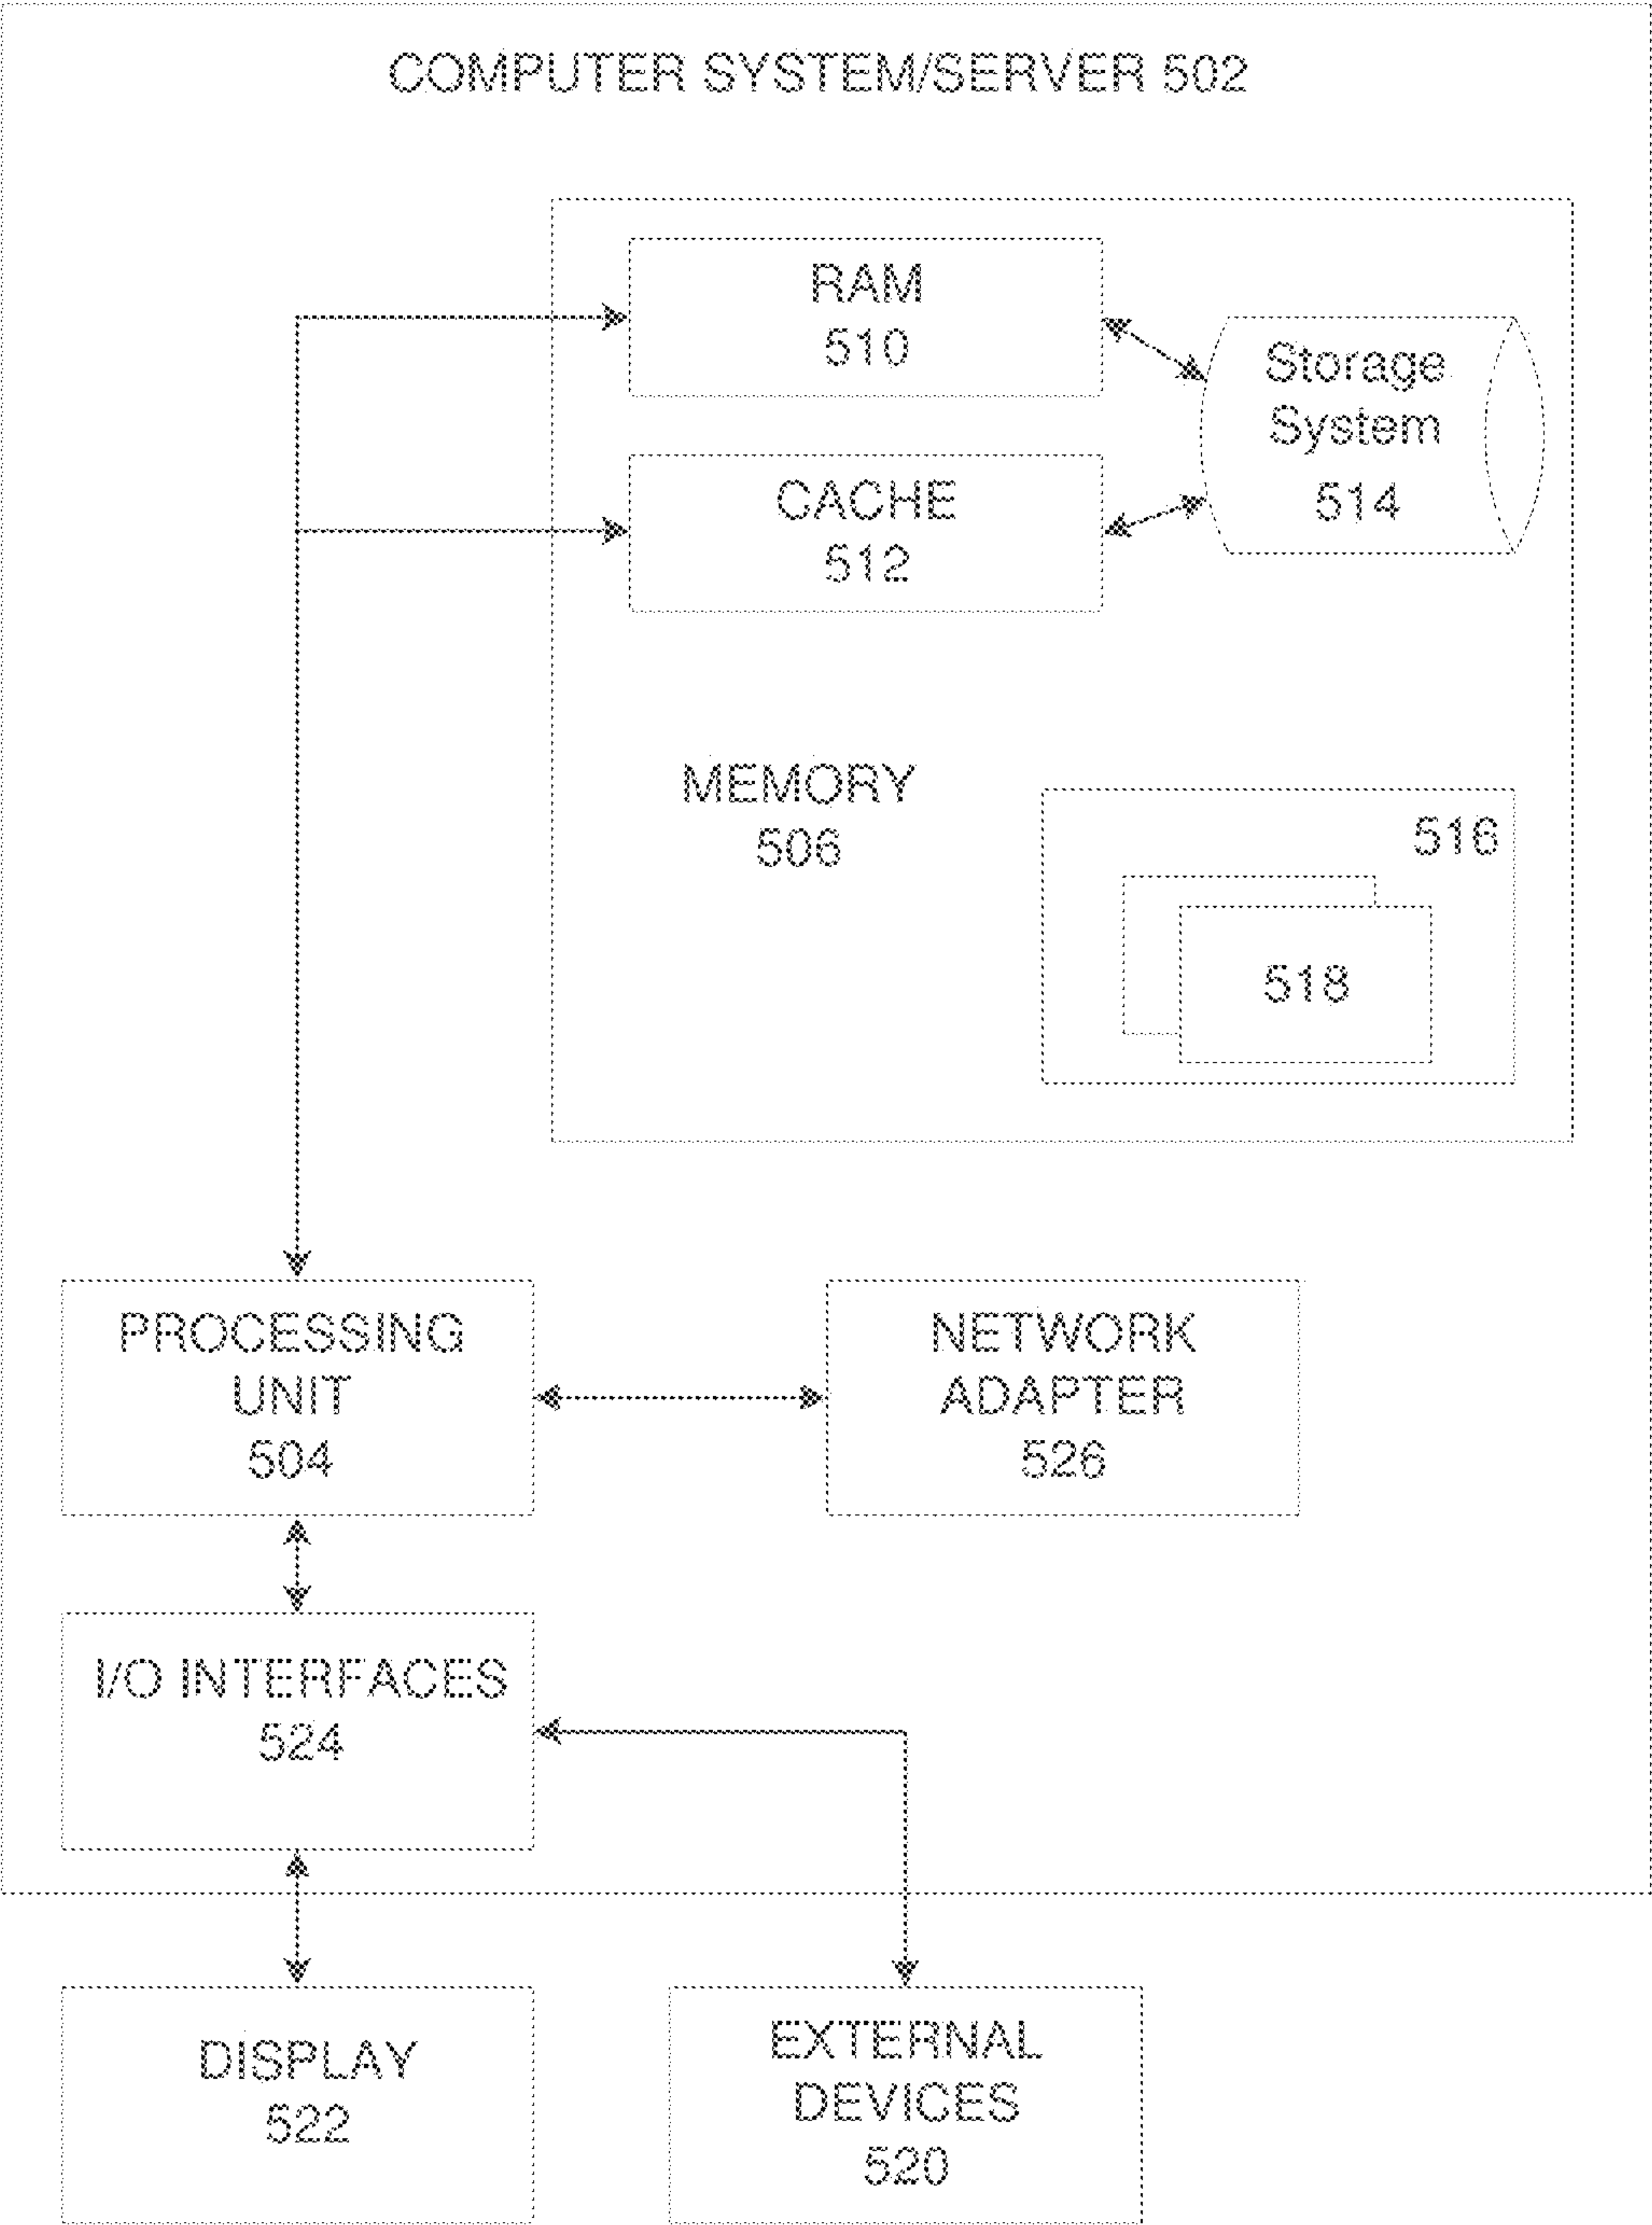 COMPUTER SYSTEM/SERVER 502
RAM
510
Storage
System
514
CACHE
512
MEMORY
506
516
518
PROCESSING
UNIT
504
NETWORK
ADAPTER
526
I/O INTERFACES
524
DISPLAY
522
EXTERNAL
DEVICES
520